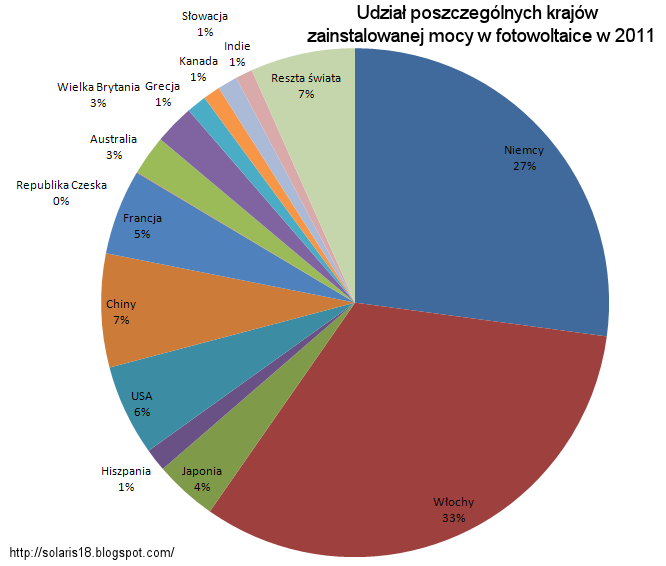 Udział poszczególnych krajów
zainstalowanej mocy w fotowoltaice w 2011
Niemcy
27%
Włochy
33%
Japonia
4%
Hiszpania
1%
USA
6%
Chiny
7%
Francja
5%
Republika Czeska
0%
Australia
3%
Wielka Brytania
3%
Grecja
1%
Kanada
1%
Słowacja
1%
Indie
1%
Reszta świata
7%
http://solaris18.blogspot.com/